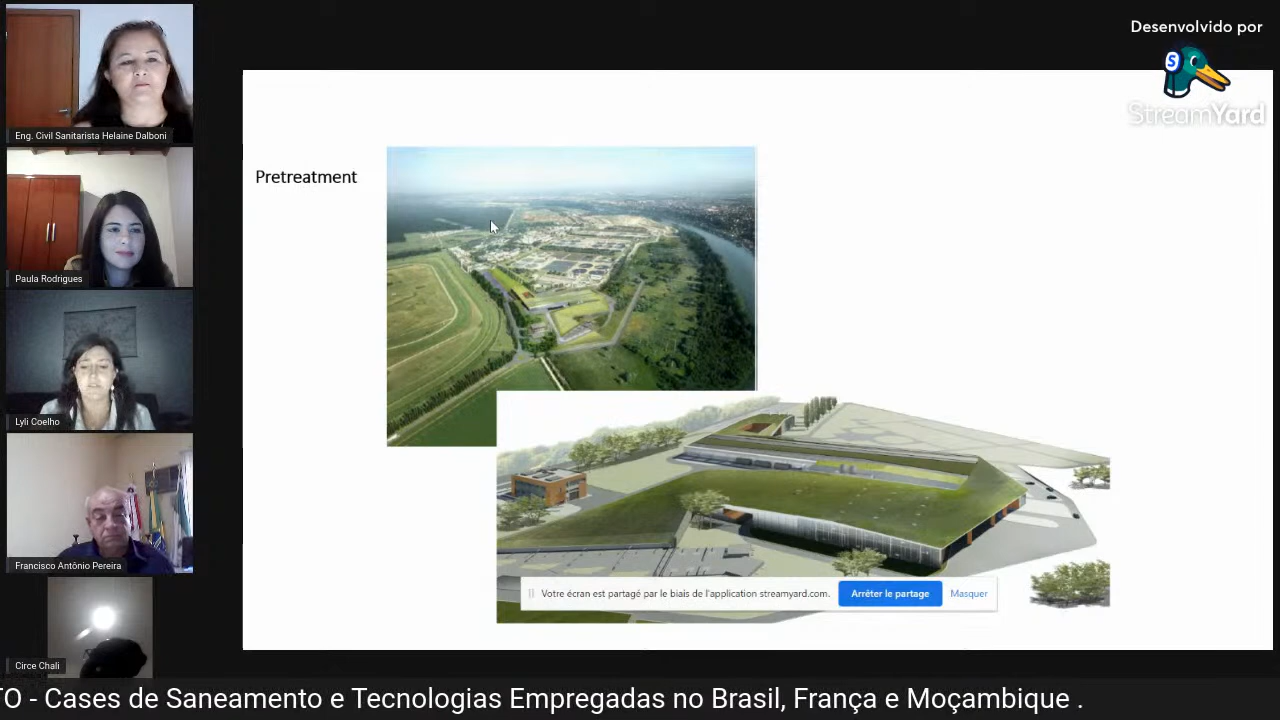 Desenvolvido por
StreamYard
Eng. Civil Sanitarista Helaine Dalboni
Paula Rodrigues
Lyli Coelho
Francisco Antônio Pereira
Circe Chali
Pretreatment
Votre écran est partagé par le biais de l'application streamyard.com.
Arrêter le partage
Masquer
TO - Cases de Saneamento e Tecnologias Empregadas no Brasil, França e Moçambique .